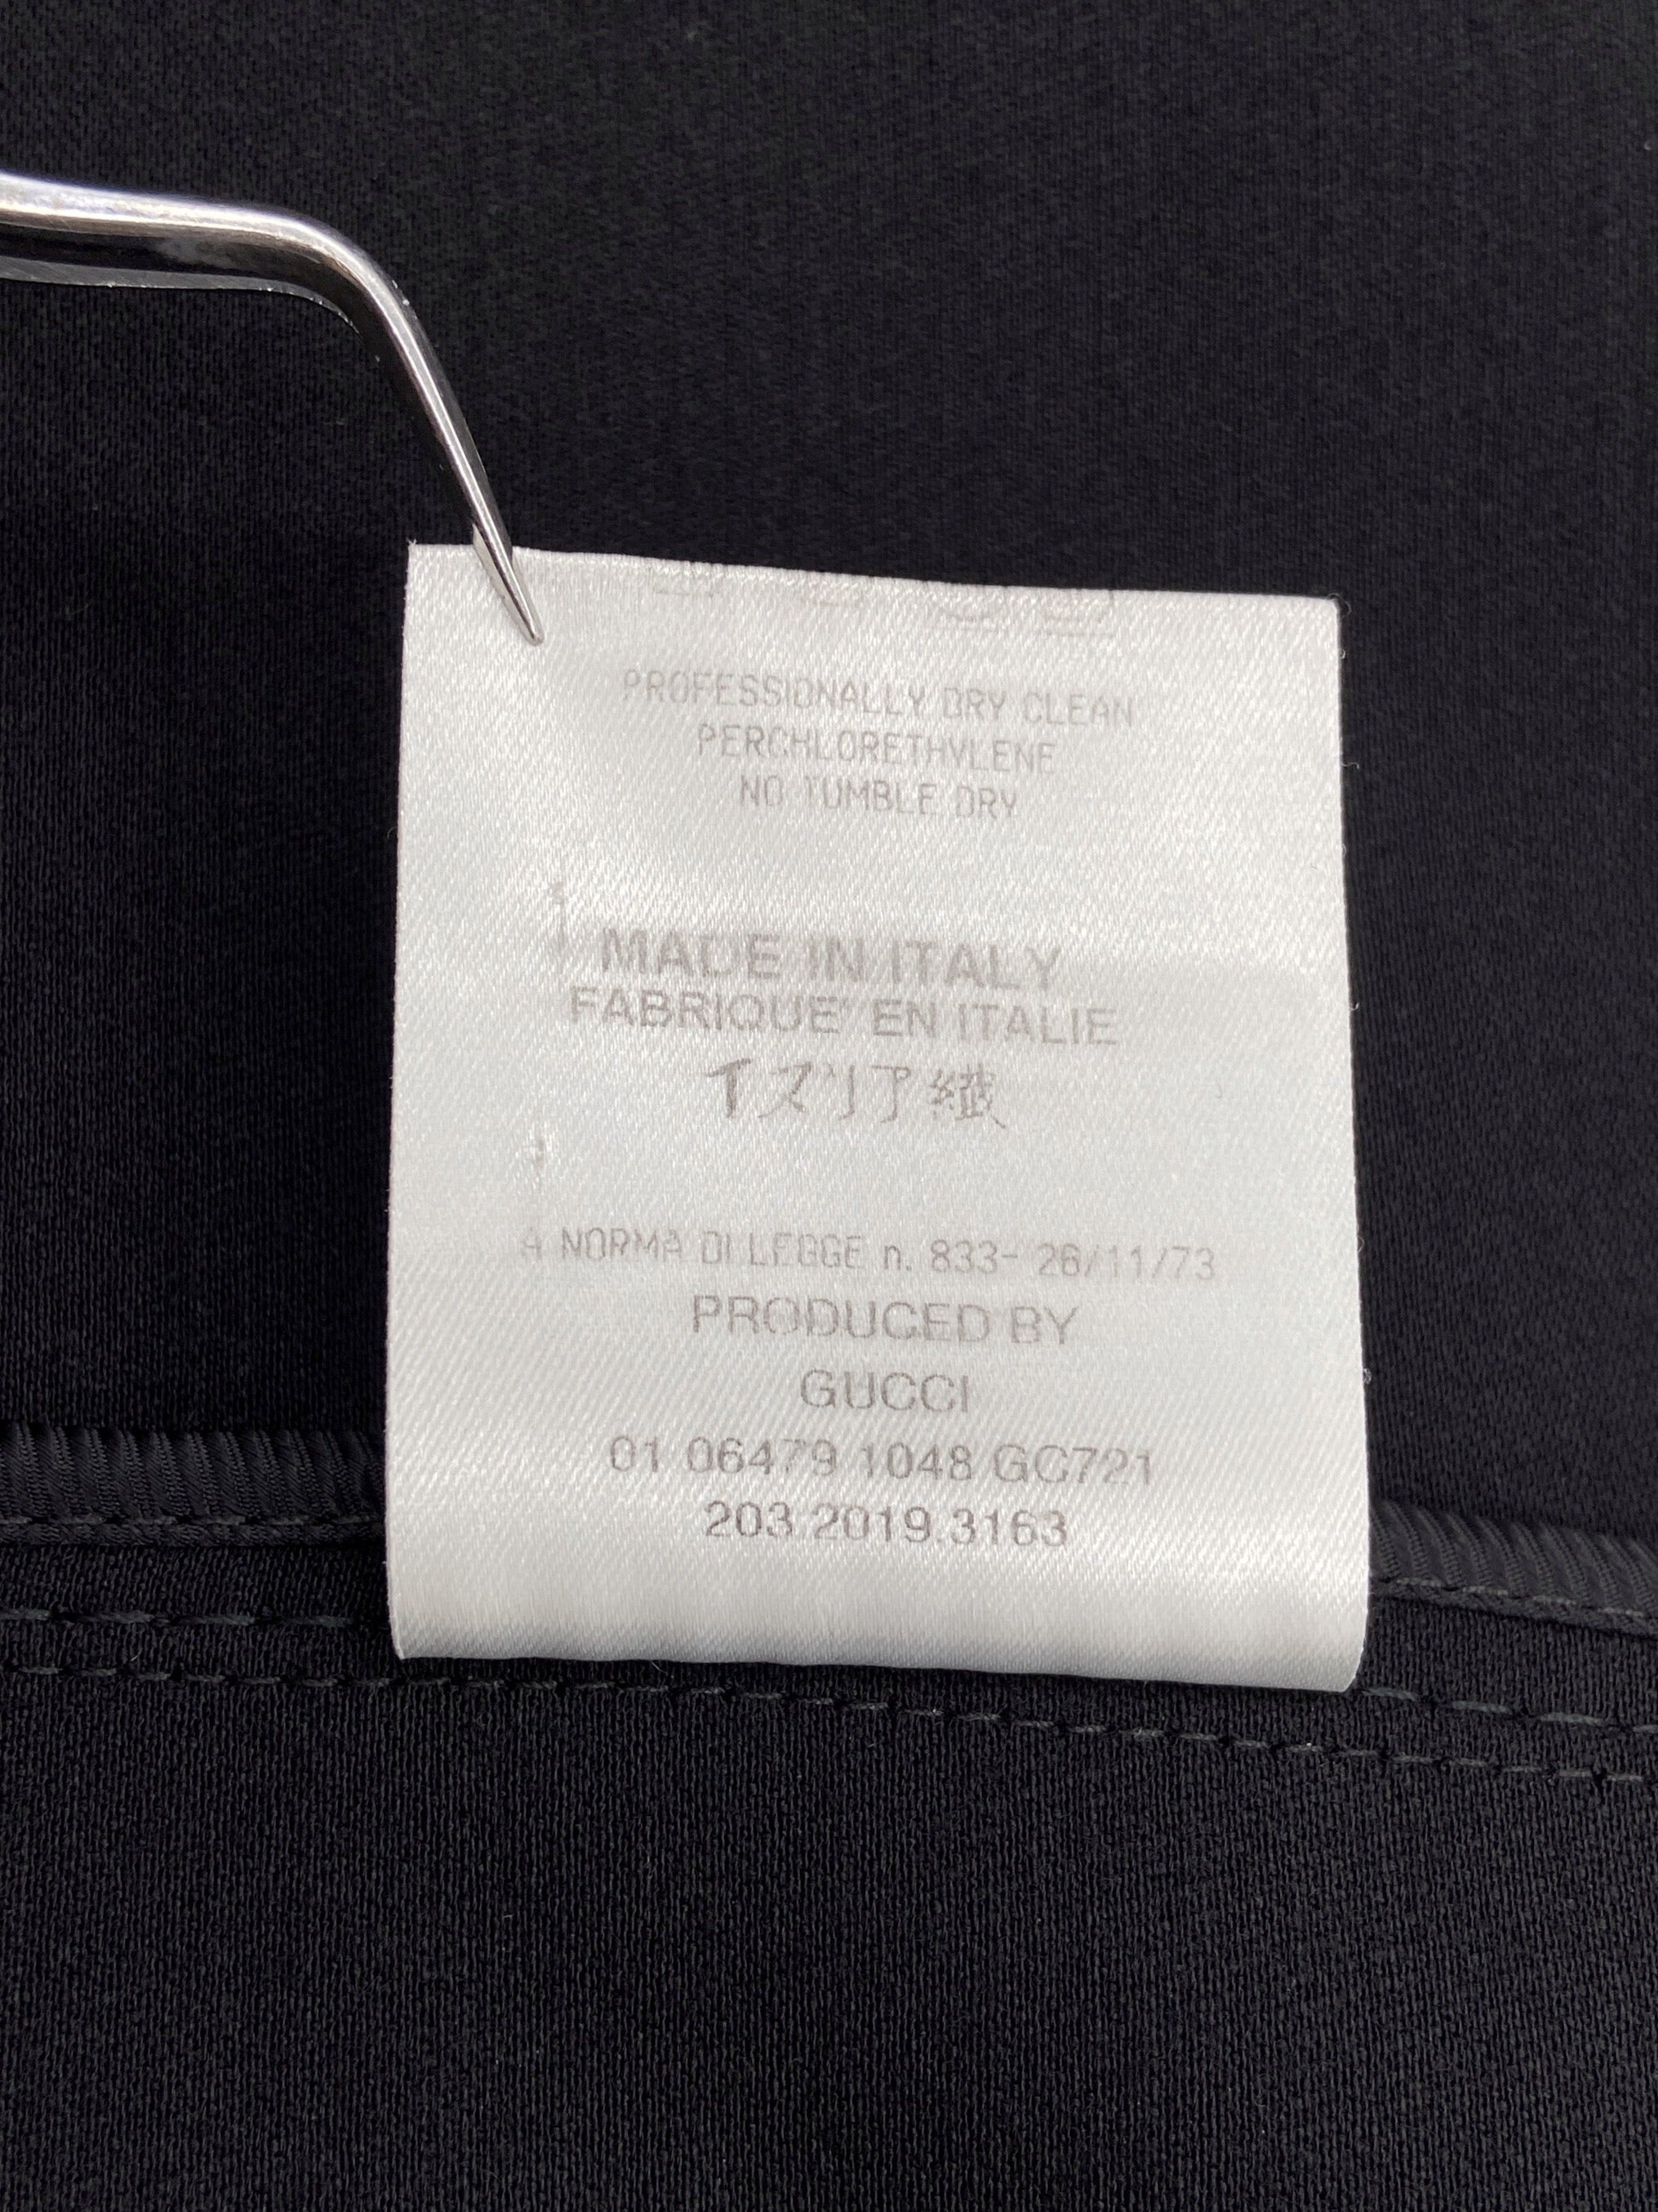 PROFESSIONALLY DRY CLEAN
PERCHLORETHYLENE
NO TUMBLE DRY
MADE IN ITALY
FABRIQUE' EN ITALIE
イタリア織
A NORMA DI LEGGE n. 833- 26/11/73
PRODUCED BY
GUCCI
01 06479 1048 GC721
203.2019.3163